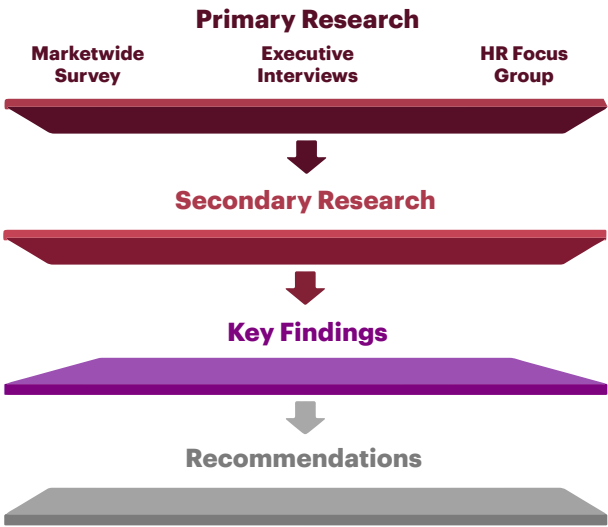 Primary Research
Marketwide Survey
Executive Interviews
HR Focus Group
Secondary Research
Key Findings
Recommendations